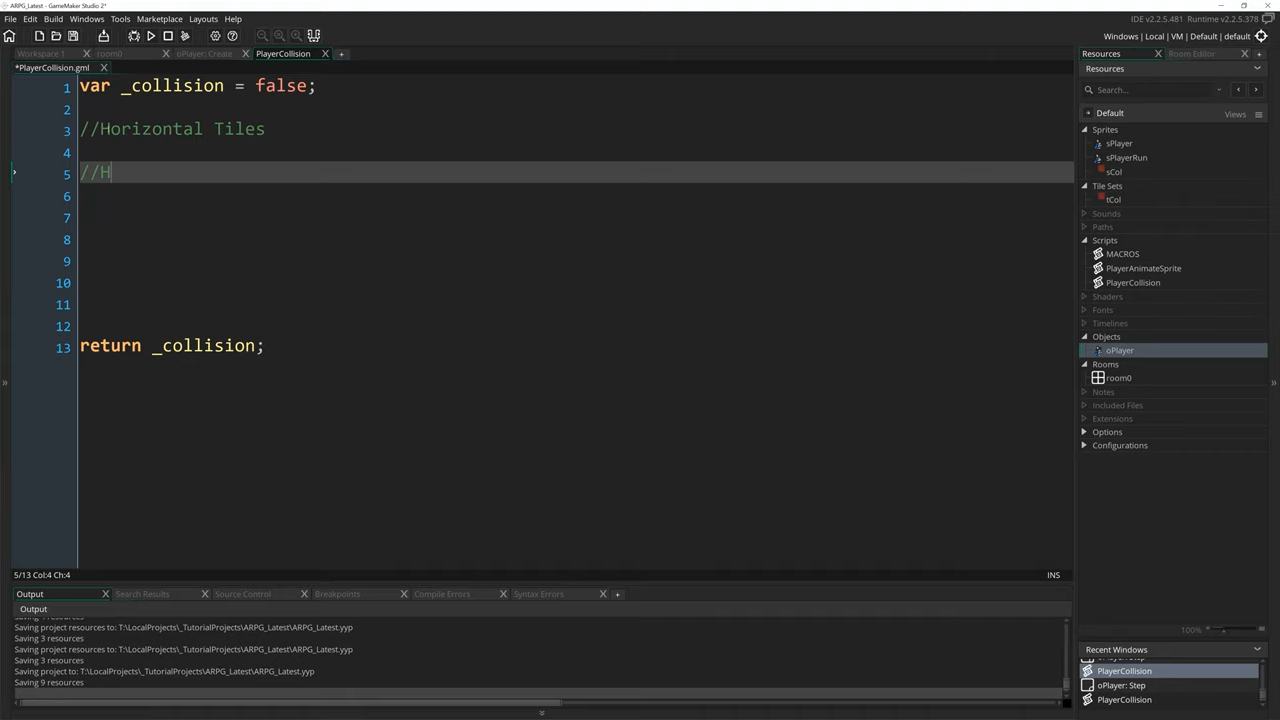 ARPG_Latest - GameMaker Studio 2*
File Edit Build Windows Tools Marketplace Layouts Help
IDE v2.2.5.481 Runtime v2.2.5.378
Windows | Local | VM | Default | default
Workspace 1
room0
oPlayer: Create
PlayerCollision
*PlayerCollision.gml
1 var _collision = false;
2
3 //Horizontal Tiles
4
5 //H
6
7
8
9
10
11
12
13 return _collision;
5/13 Col:4 Ch:4
INS
Output
Search Results
Source Control
Breakpoints
Compile Errors
Syntax Errors
Output
Saving 7 resources
Saving project resources to: T:\LocalProjects\_TutorialProjects\ARPG_Latest\ARPG_Latest.yyp
Saving 3 resources
Saving project resources to: T:\LocalProjects\_TutorialProjects\ARPG_Latest\ARPG_Latest.yyp
Saving 3 resources
Saving project to: T:\LocalProjects\_TutorialProjects\ARPG_Latest\ARPG_Latest.yyp
Saving 9 resources
Resources
Room Editor
Resources
Search...
Default
Views
Sprites
sPlayer
sPlayerRun
sCol
Tile Sets
tCol
Sounds
Paths
Scripts
MACROS
PlayerAnimateSprite
PlayerCollision
Shaders
Fonts
Timelines
Objects
oPlayer
Rooms
room0
Notes
Included Files
Extensions
Options
Configurations
100%
Recent Windows
oPlayer: Step
PlayerCollision
oPlayer: Step
PlayerCollision